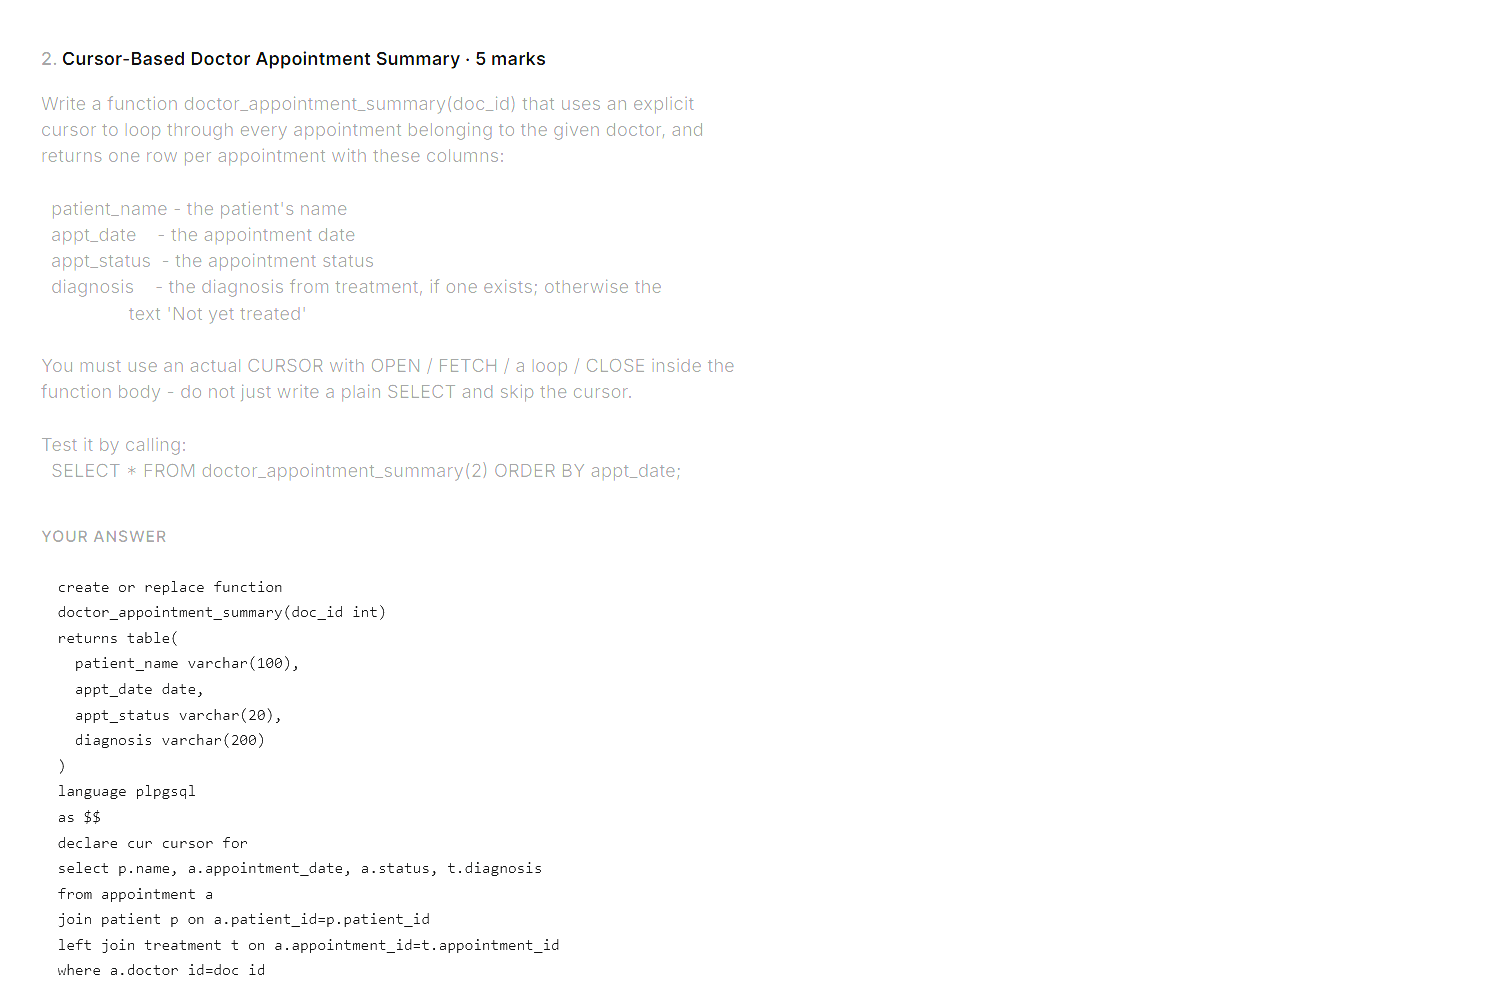 2. Cursor-Based Doctor Appointment Summary · 5 marks
Write a function doctor_appointment_summary(doc_id) that uses an explicit
cursor to loop through every appointment belonging to the given doctor, and
returns one row per appointment with these columns:
patient_name - the patient's name
appt_date - the appointment date
appt_status - the appointment status
diagnosis - the diagnosis from treatment, if one exists; otherwise the
text 'Not yet treated'
You must use an actual CURSOR with OPEN / FETCH / a loop / CLOSE inside the
function body - do not just write a plain SELECT and skip the cursor.
Test it by calling:
SELECT * FROM doctor_appointment_summary(2) ORDER BY appt_date;
YOUR ANSWER
create or replace function
doctor_appointment_summary(doc_id int)
returns table(
patient_name varchar(100),
appt_date date,
appt_status varchar(20),
diagnosis varchar(200)
)
language plpgsql
as $$
declare cur cursor for
select p.name, a.appointment_date, a.status, t.diagnosis
from appointment a
join patient p on a.patient_id=p.patient_id
left join treatment t on a.appointment_id=t.appointment_id
where a.doctor id=doc id